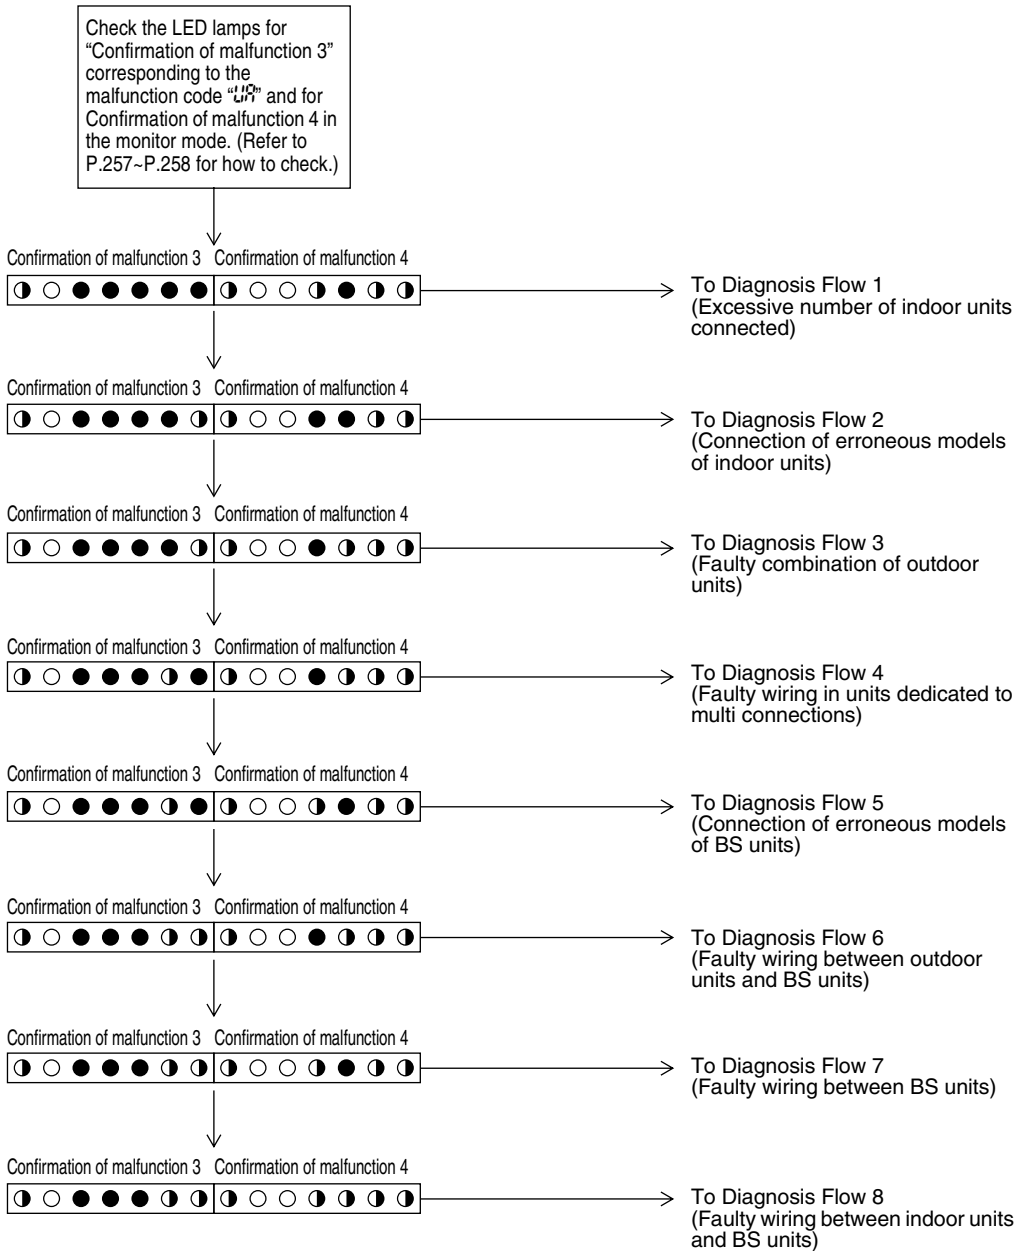 Check the LED lamps for
“Confirmation of malfunction 3”
corresponding to the
malfunction code “UA” and for
Confirmation of malfunction 4 in
the monitor mode. (Refer to
P.257~P.258 for how to check.)
Confirmation of malfunction 3 Confirmation of malfunction 4
To Diagnosis Flow 1
(Excessive number of indoor units
connected)
Confirmation of malfunction 3 Confirmation of malfunction 4
To Diagnosis Flow 2
(Connection of erroneous models
of indoor units)
Confirmation of malfunction 3 Confirmation of malfunction 4
To Diagnosis Flow 3
(Faulty combination of outdoor
units)
Confirmation of malfunction 3 Confirmation of malfunction 4
To Diagnosis Flow 4
(Faulty wiring in units dedicated to
multi connections)
Confirmation of malfunction 3 Confirmation of malfunction 4
To Diagnosis Flow 5
(Connection of erroneous models
of BS units)
Confirmation of malfunction 3 Confirmation of malfunction 4
To Diagnosis Flow 6
(Faulty wiring between outdoor
units and BS units)
Confirmation of malfunction 3 Confirmation of malfunction 4
To Diagnosis Flow 7
(Faulty wiring between BS units)
Confirmation of malfunction 3 Confirmation of malfunction 4
To Diagnosis Flow 8
(Faulty wiring between indoor units
and BS units)